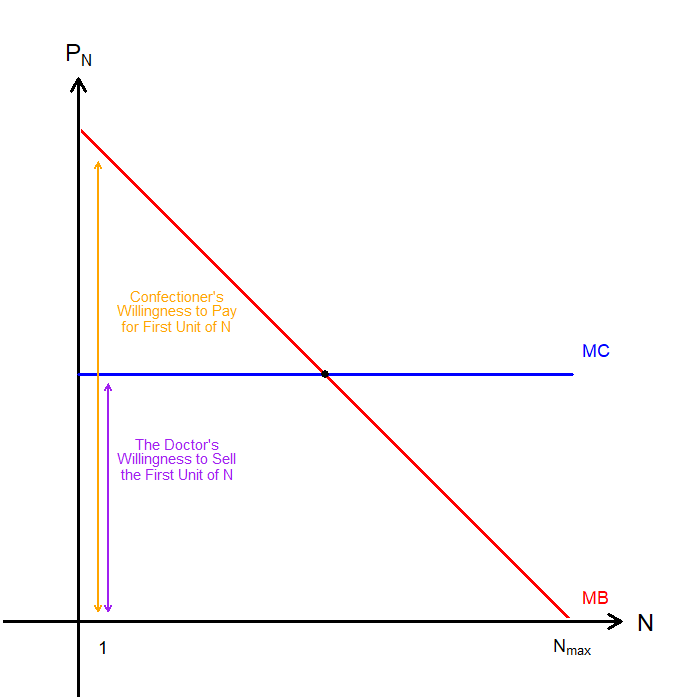 P_N
Confectioner's
Willingness to Pay
for First Unit of N
MC
The Doctor's
Willingness to Sell
the First Unit of N
MB
N
1
N_max